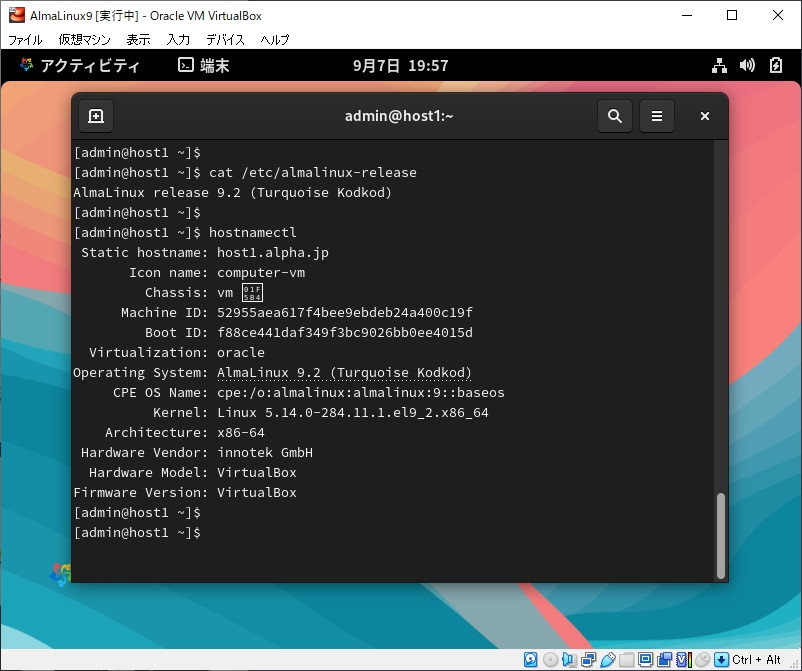 AlmaLinux9 [実行中] - Oracle VM VirtualBox
ファイル 仮想マシン 表示 入力 デバイス ヘルプ
アクティビティ 端末 9月7日 19:57
admin@host1:~
[admin@host1 ~]$
[admin@host1 ~]$ cat /etc/almalinux-release
AlmaLinux release 9.2 (Turquoise Kodkod)
[admin@host1 ~]$
[admin@host1 ~]$ hostnamectl
Static hostname: host1.alpha.jp
Icon name: computer-vm
Chassis: vm
Machine ID: 52955aea617f4bee9ebdeb24a400c19f
Boot ID: f88ce441daf349f3bc9026bb0ee4015d
Virtualization: oracle
Operating System: AlmaLinux 9.2 (Turquoise Kodkod)
CPE OS Name: cpe:/o:almalinux:almalinux:9::baseos
Kernel: Linux 5.14.0-284.11.1.el9_2.x86_64
Architecture: x86-64
Hardware Vendor: innotek GmbH
Hardware Model: VirtualBox
Firmware Version: VirtualBox
[admin@host1 ~]$
[admin@host1 ~]$
Ctrl + Alt